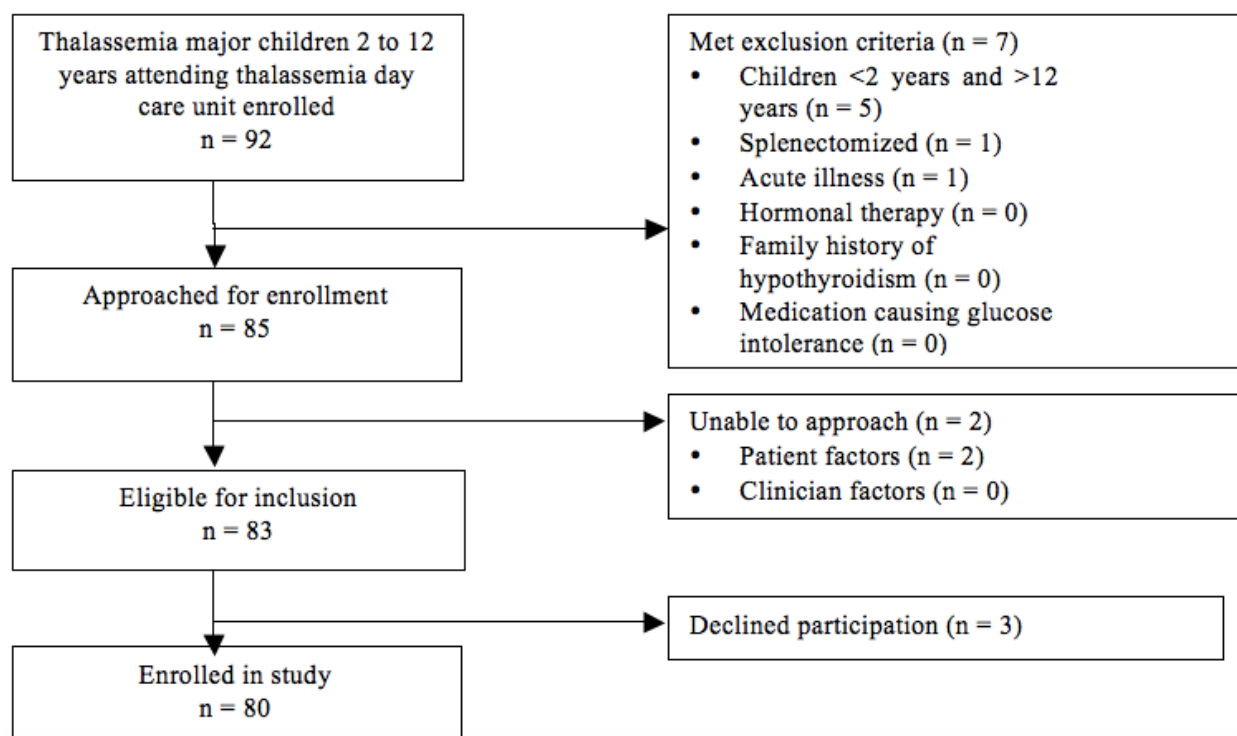 Thalassemia major children 2 to 12
years attending thalassemia day
care unit enrolled
n = 92
Met exclusion criteria (n = 7)
• Children <2 years and >12
years (n = 5)
• Splenectomized (n = 1)
• Acute illness (n = 1)
• Hormonal therapy (n = 0)
• Family history of
hypothyroidism (n = 0)
• Medication causing glucose
intolerance (n = 0)
Approached for enrollment
n = 85
Unable to approach (n = 2)
• Patient factors (n = 2)
• Clinician factors (n = 0)
Eligible for inclusion
n = 83
Declined participation (n = 3)
Enrolled in study
n = 80